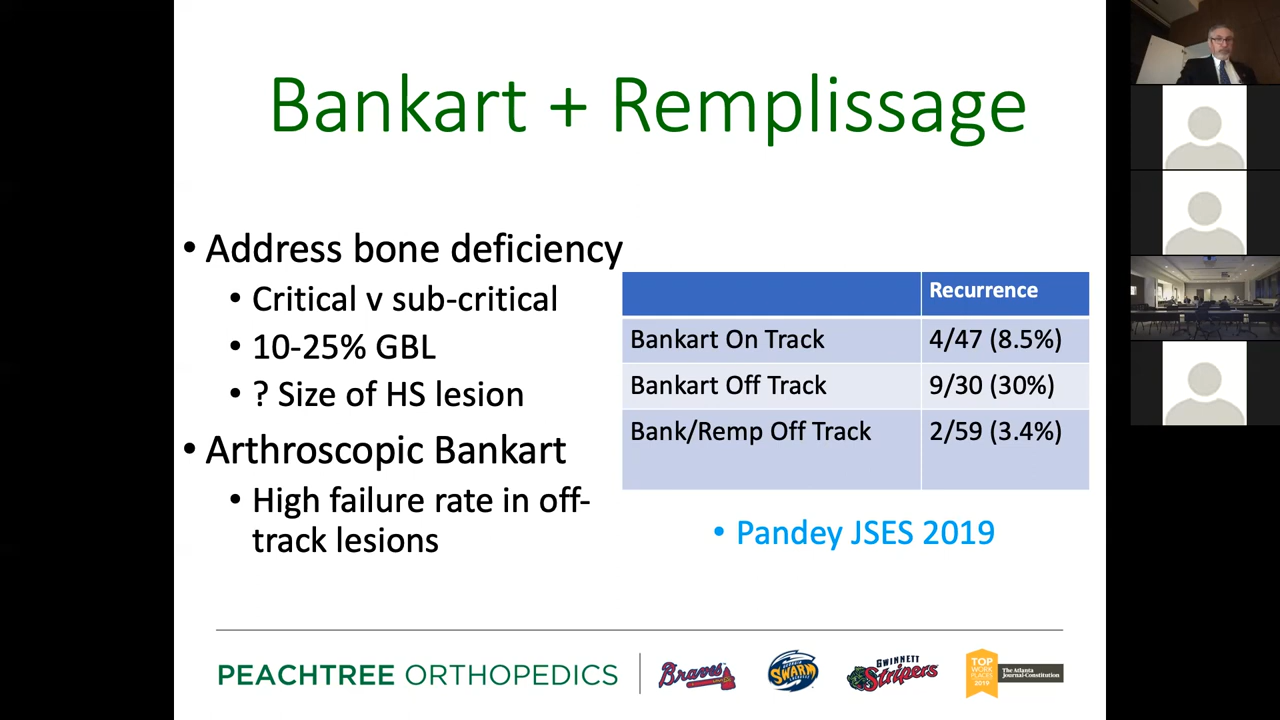 Bankart + Remplissage
• Address bone deficiency
• Critical v sub-critical
• 10-25% GBL
• ? Size of HS lesion
• Arthroscopic Bankart
• High failure rate in off-
track lesions
Recurrence
Bankart On Track 4/47 (8.5%)
Bankart Off Track 9/30 (30%)
Bank/Remp Off Track 2/59 (3.4%)
• Pandey JSES 2019
PEACHTREE ORTHOPEDICS
Braves
SWARM
GWINNETT
Stripers
TOP
WORK
PLACES
2019
The Atlanta
Journal-Constitution